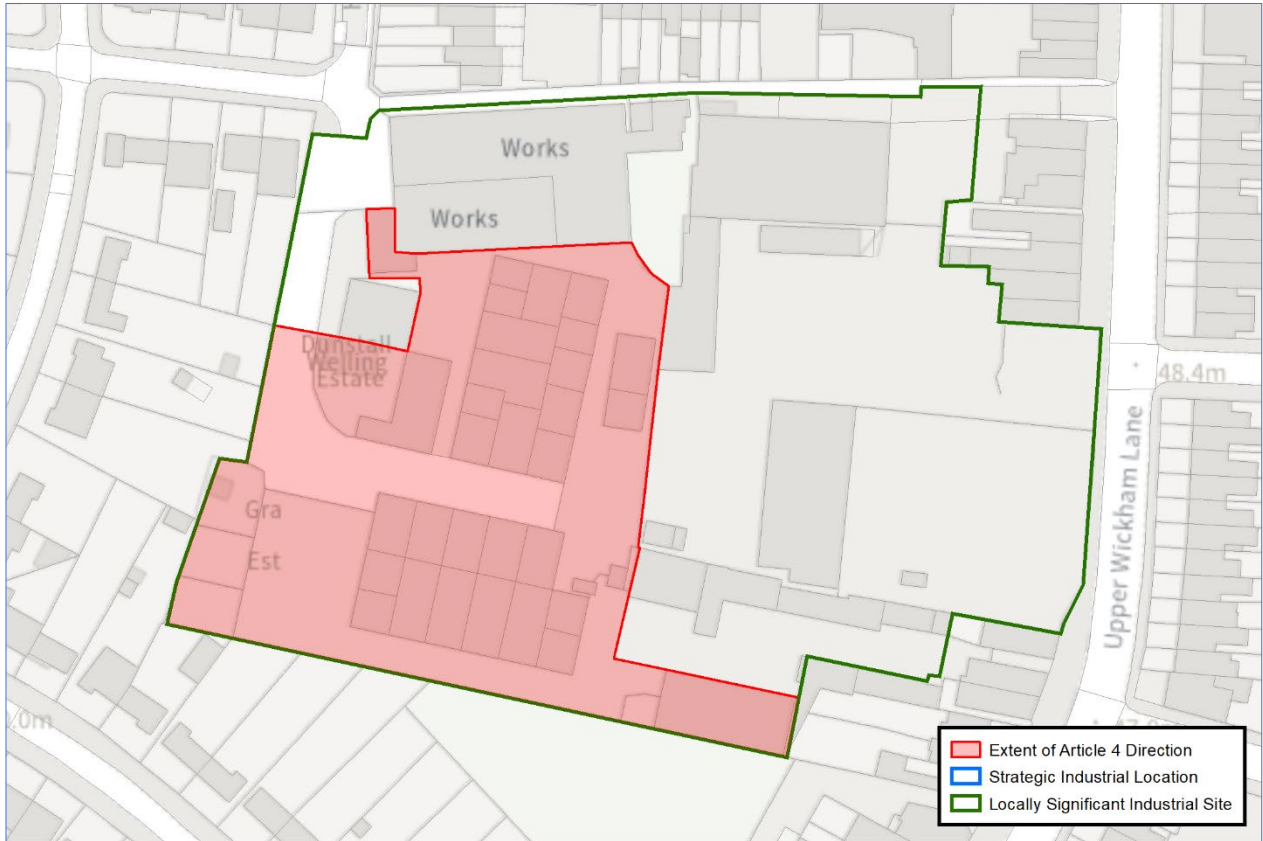 Works
Works
Dunstall
Welling
Estate
48.4m
Upper Wickham Lane
Gra
Est
.0m
Extent of Article 4 Direction
Strategic Industrial Location
Locally Significant Industrial Site